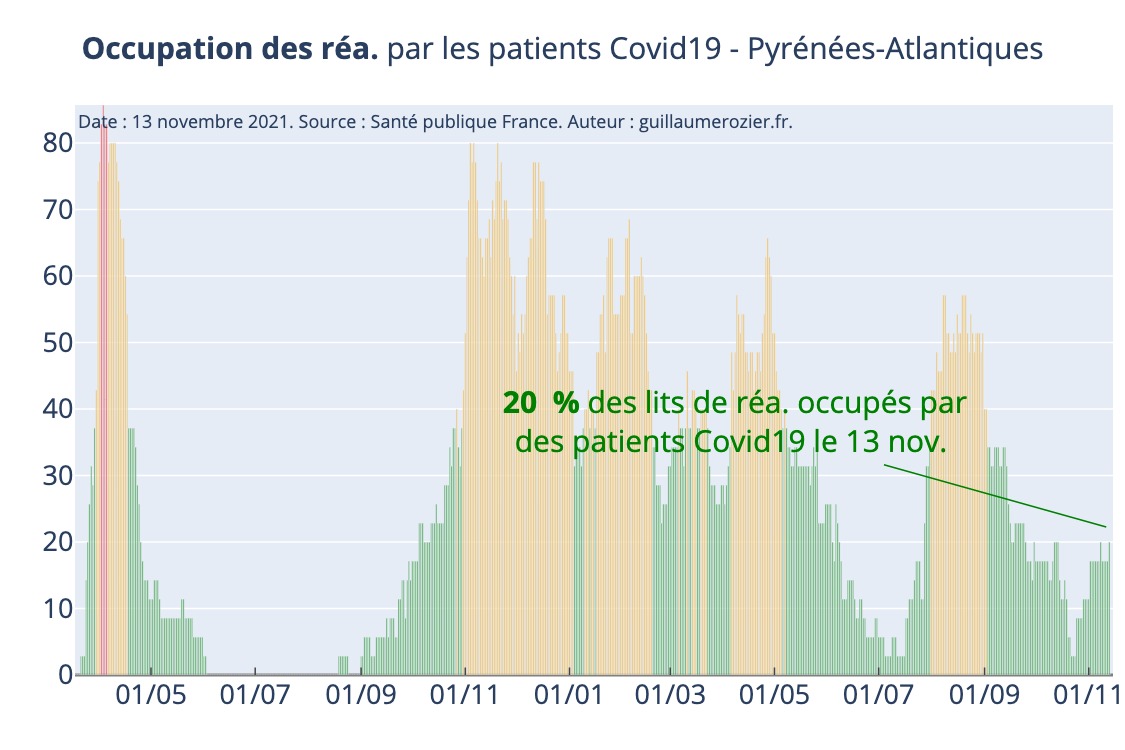 Occupation des réa. par les patients Covid19 - Pyrénées-Atlantiques
Date : 13 novembre 2021. Source : Santé publique France. Auteur : guillaumerozier.fr.
80
70
60
50
40
30
20
10
0
20 % des lits de réa. occupés par
des patients Covid19 le 13 nov.
01/05 01/07 01/09 01/11 01/01 01/03 01/05 01/07 01/09 01/11